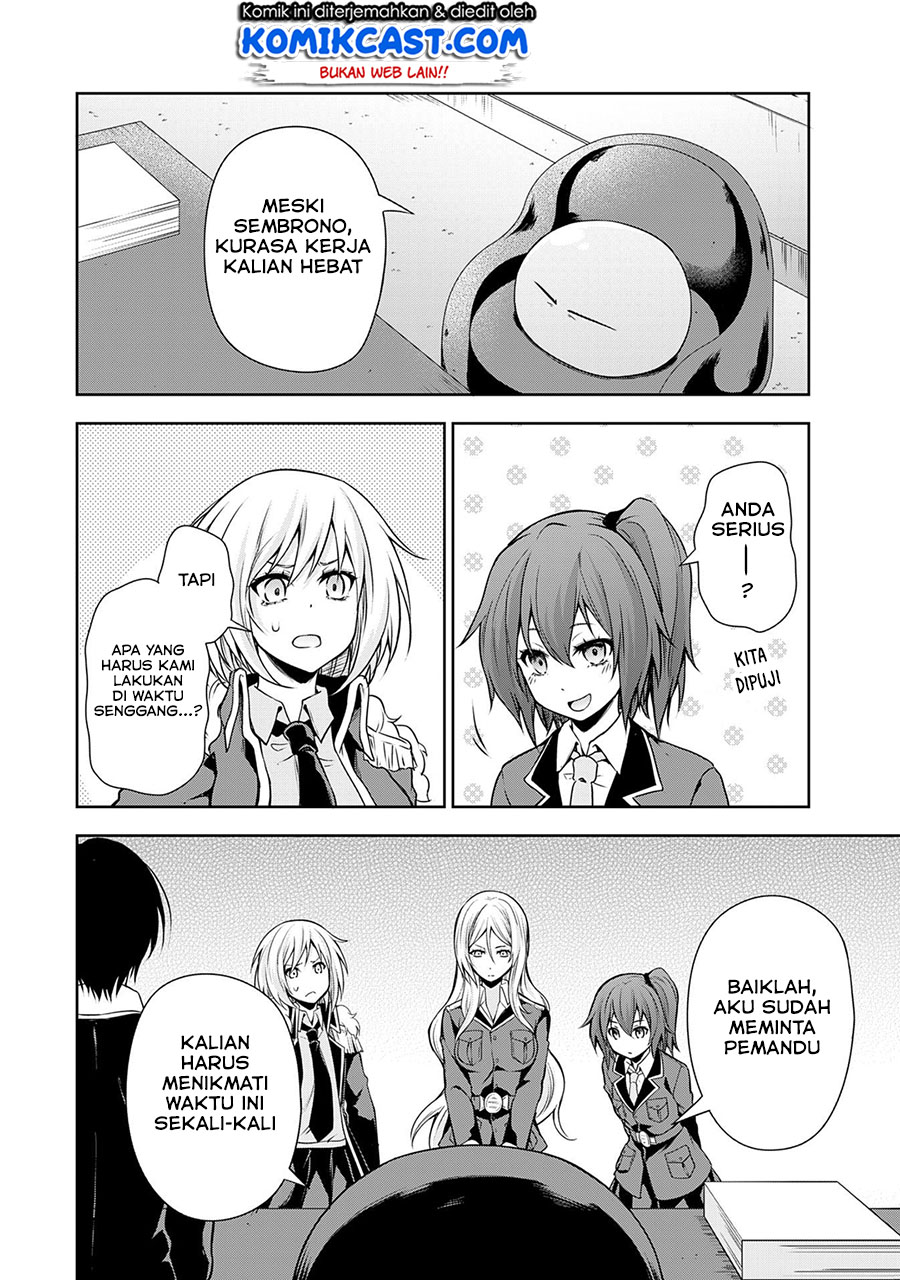 Komik ini diterjemahkan & diedit oleh
KOMIKCAST.COM
BUKAN WEB LAIN!!
MESKI
SEMBRONO,
KURASA KERJA
KALIAN HEBAT
ANDA
SERIUS
—
?
KITA
DIPUJI
TAPI
APA YANG
HARUS KAMI
LAKUKAN
DI WAKTU
SENGGANG...?
BAIKLAH,
AKU SUDAH
MEMINTA
PEMANDU
KALIAN
HARUS
MENIKMATI
WAKTU INI
SEKALI-KALI